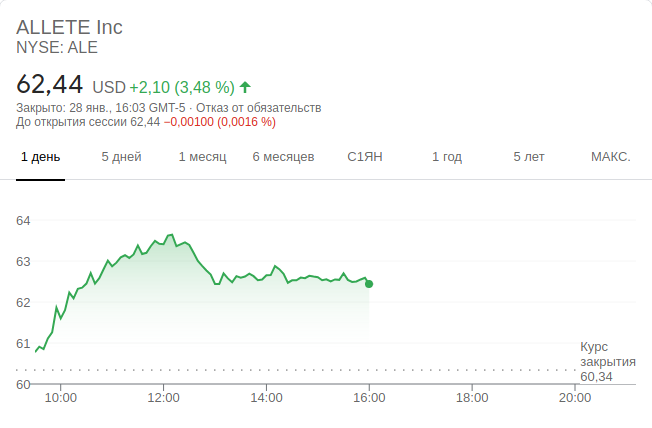 ALLETE Inc
NYSE: ALE
62,44 USD +2,10 (3,48 %)
Закрыто: 28 янв., 16:03 GMT-5 · Отказ от обязательств
До открытия сессии 62,44 −0,00100 (0,0016 %)
1 день 5 дней 1 месяц 6 месяцев С1ЯН 1 год 5 лет МАКС.
64
63
62
61
60
Курс
закрытия
60,34
10:00 12:00 14:00 16:00 18:00 20:00